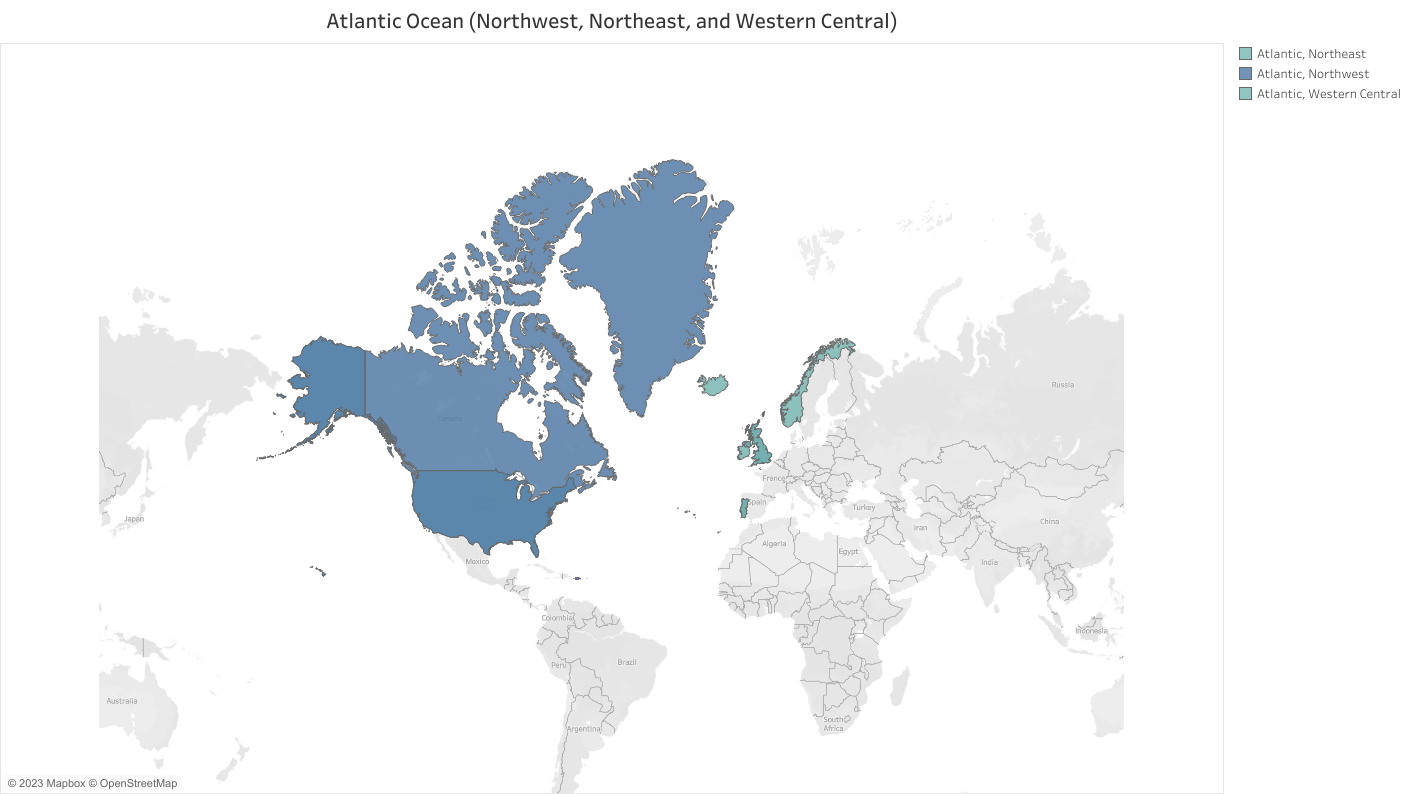 Atlantic Ocean (Northwest, Northeast, and Western Central)
Atlantic, Northeast
Atlantic, Northwest
Atlantic, Western Central
Russia
Canada
France
Spain
Japan
Turkey
China
Iran
Algeria
Egypt
Mexico
India
Colombia
Indonesia
Peru
Brazil
Australia
South
Africa
Argentina
© 2023 Mapbox © OpenStreetMap